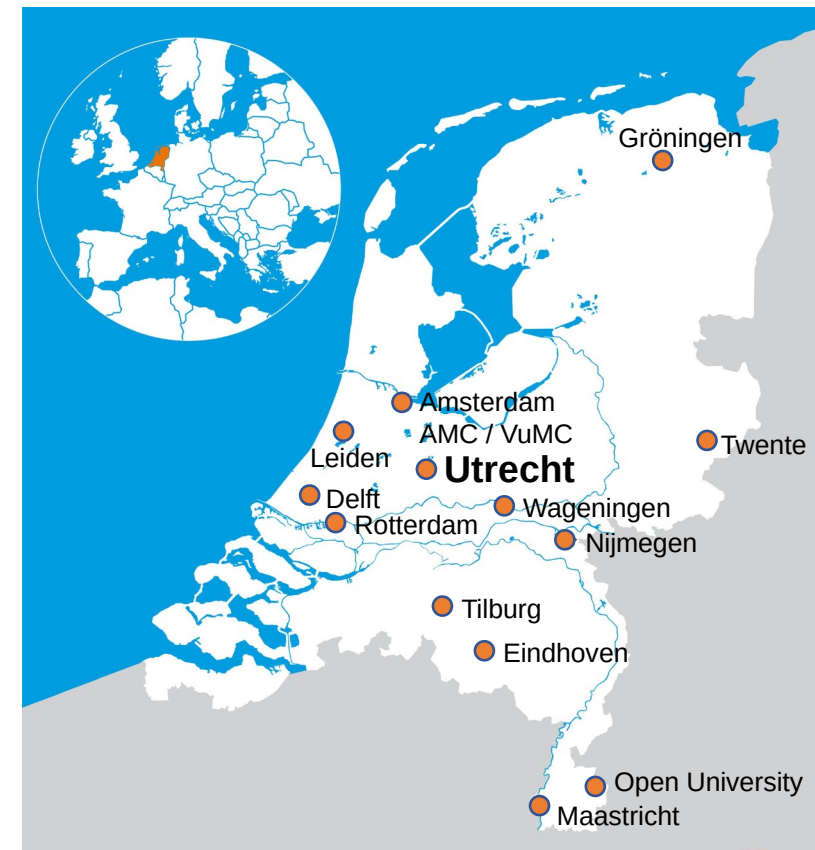 Gröningen
Amsterdam
AMC / VuMC
Leiden
Utrecht
Twente
Delft
Wageningen
Rotterdam
Nijmegen
Tilburg
Eindhoven
Open University
Maastricht